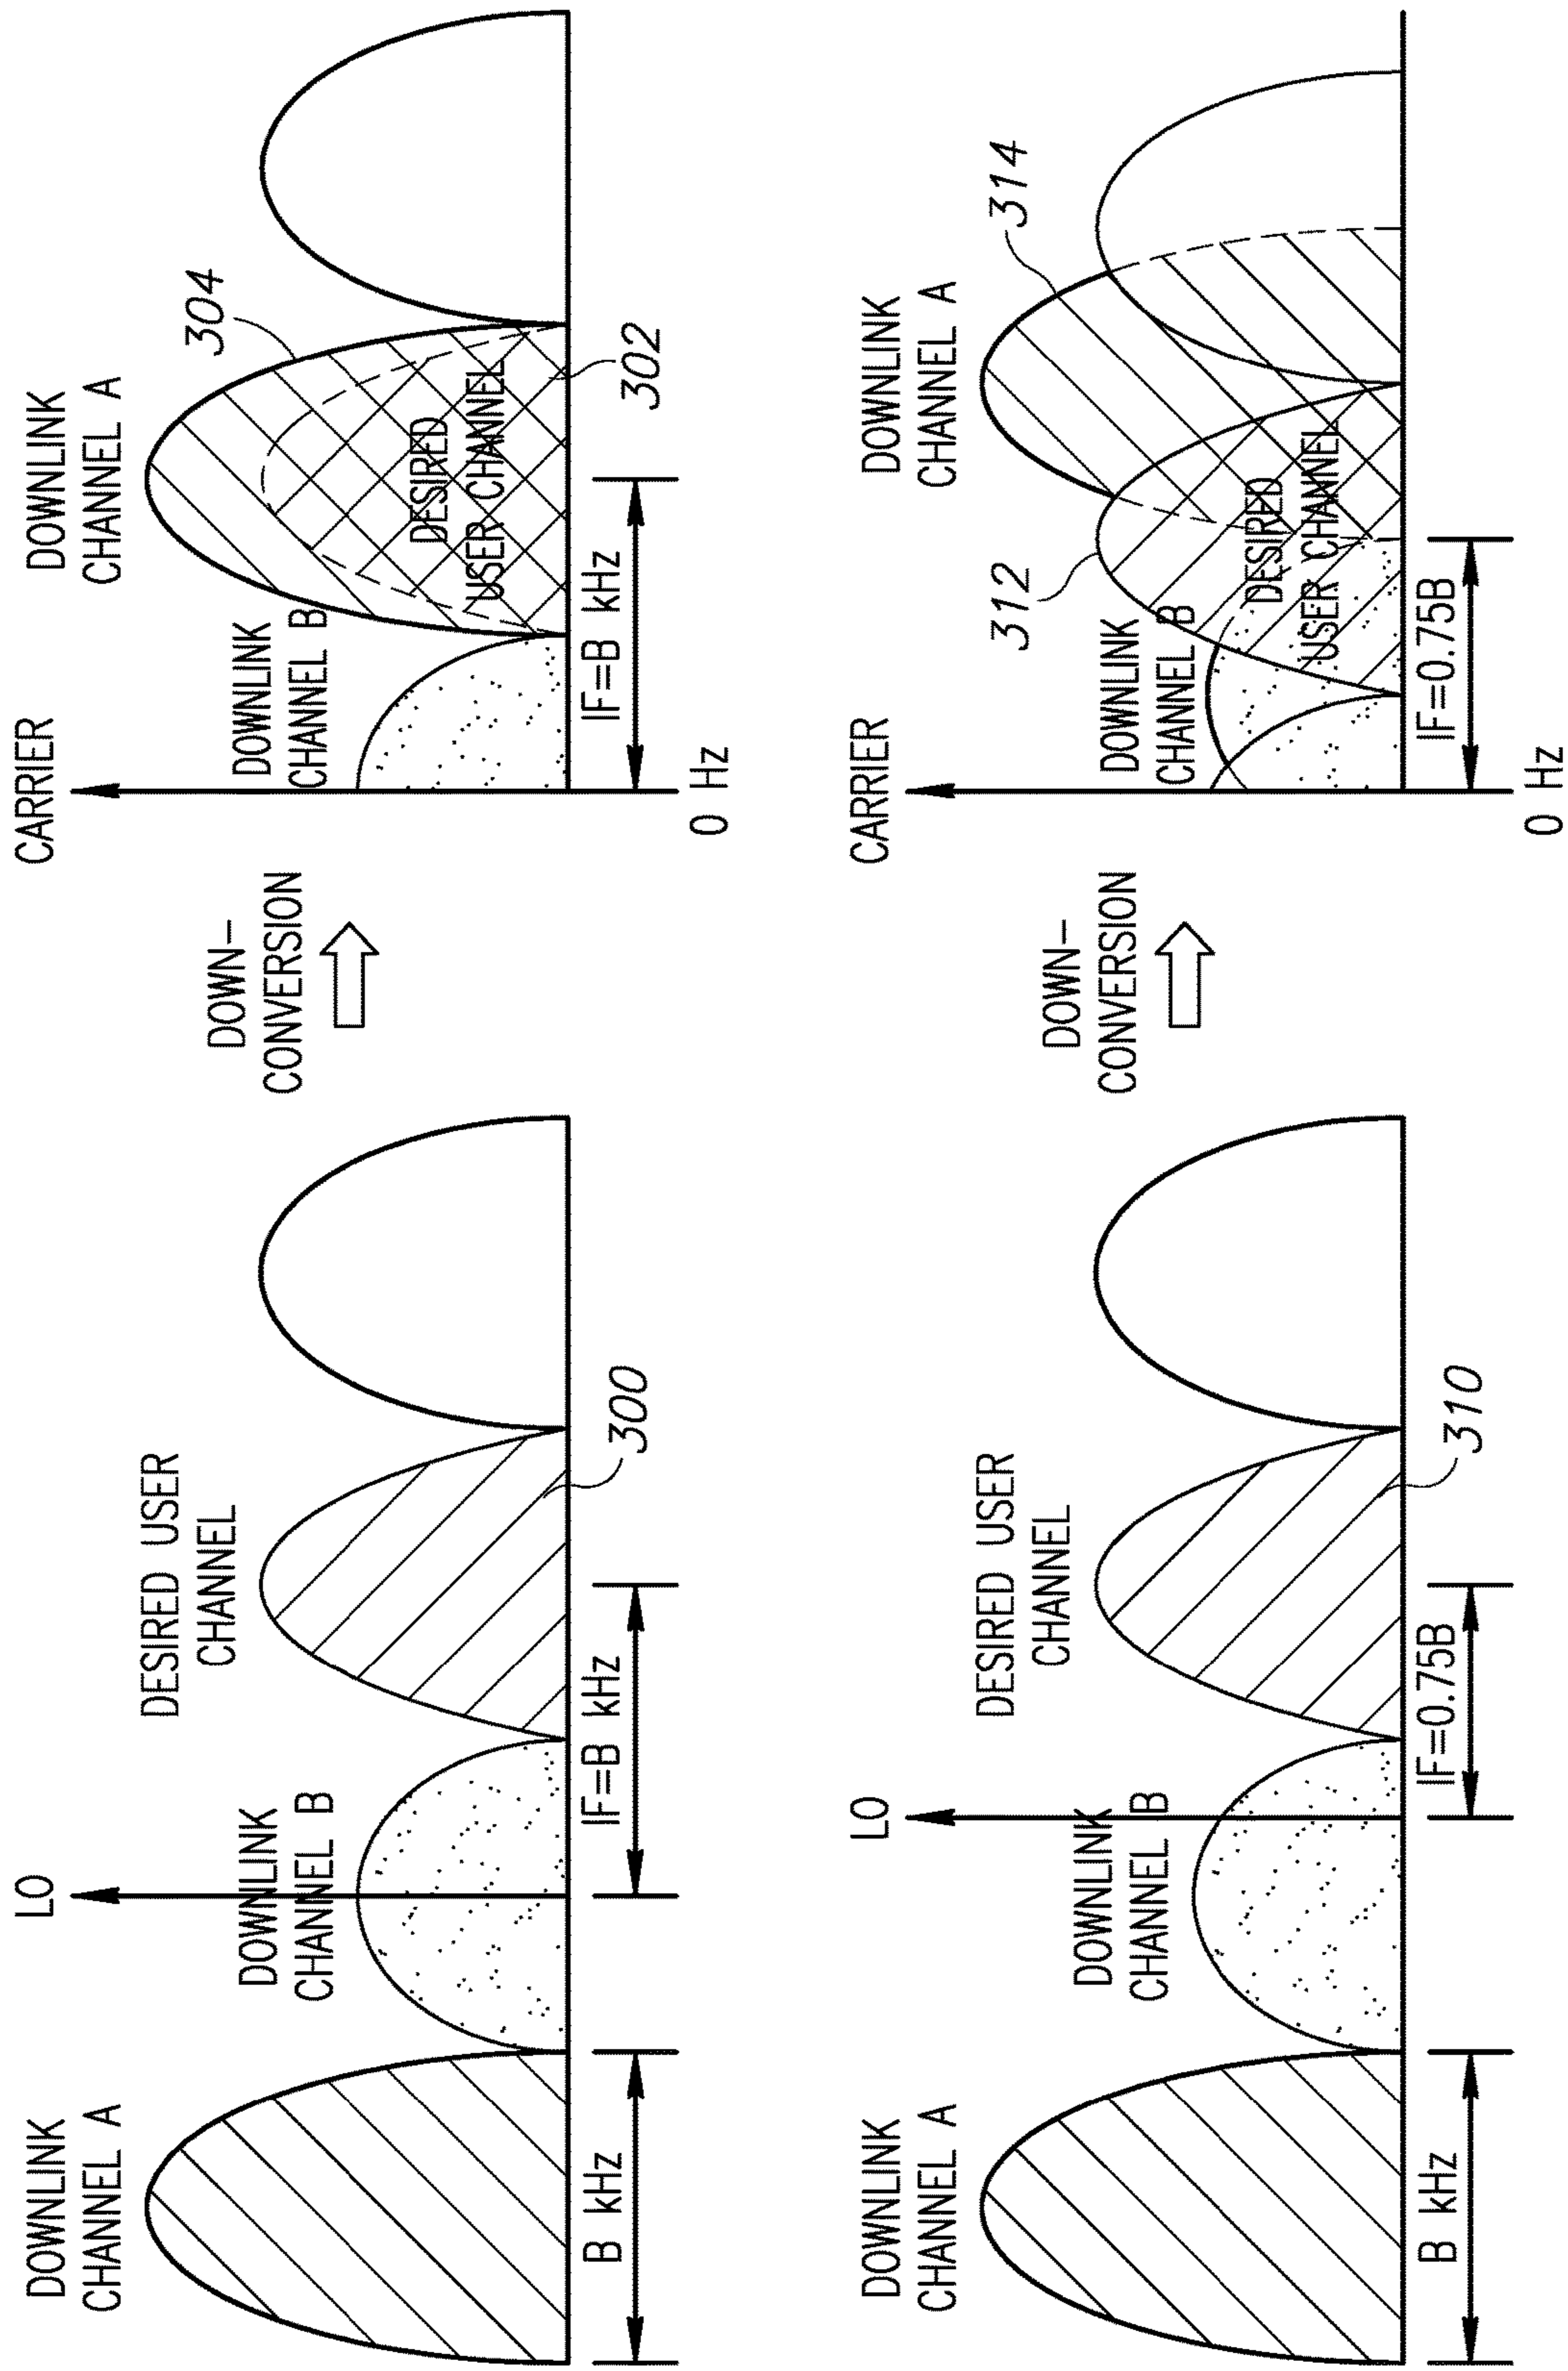 LO
DOWNLINK
CHANNEL A
DOWNLINK
CHANNEL B
DESIRED USER
CHANNEL
B kHz
IF=B kHz
300
DOWN-
CONVERSION
CARRIER
DOWNLINK
CHANNEL B
DOWNLINK
CHANNEL A
304
DESIRED
USER CHANNEL
302
IF=B kHz
0 Hz
LO
DOWNLINK
CHANNEL A
DOWNLINK
CHANNEL B
DESIRED USER
CHANNEL
B kHz
IF=0.75B
310
DOWN-
CONVERSION
CARRIER
DOWNLINK
CHANNEL B
312
DOWNLINK
CHANNEL A
314
DESIRED
USER CHANNEL
IF=0.75B
0 Hz